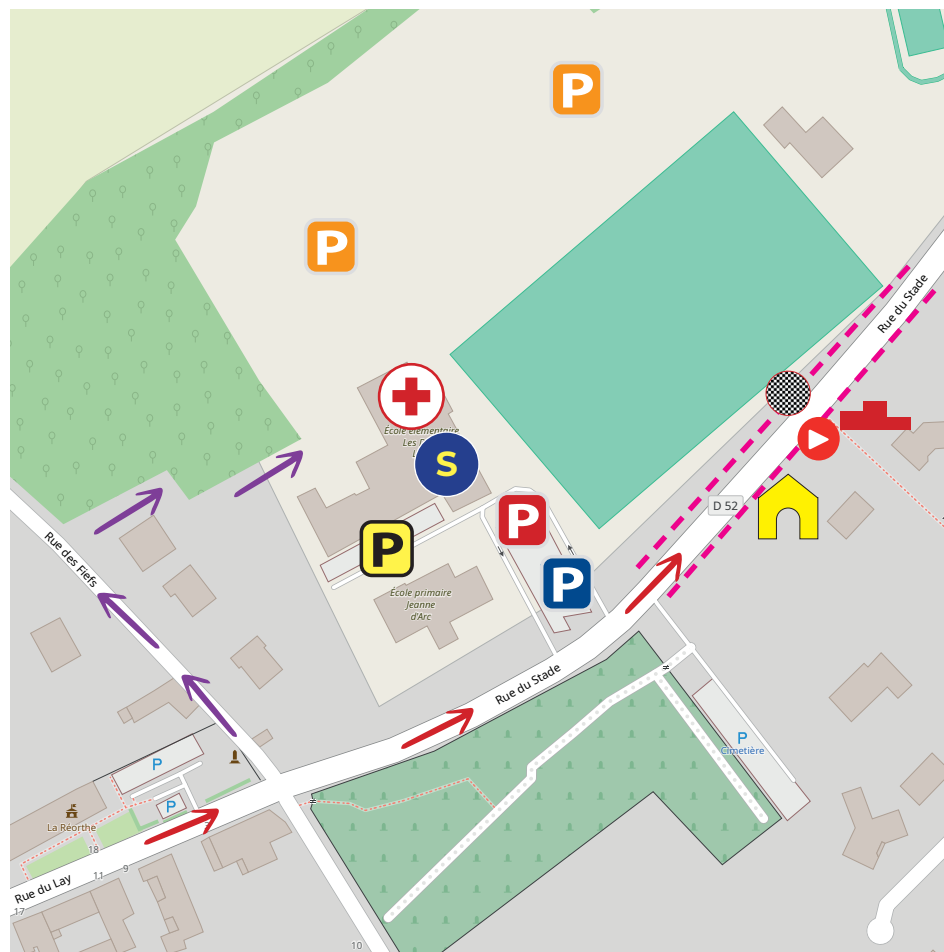 P
P
Rue du Stade
École élémentaire
Les
S
D 52
P
P
P
Rue des Fiefs
École primaire
Jeanne
d'Arc
Rue du Stade
P
Cimetière
P
P
La Réorthe
18
11
9
Rue du Lay
17
10